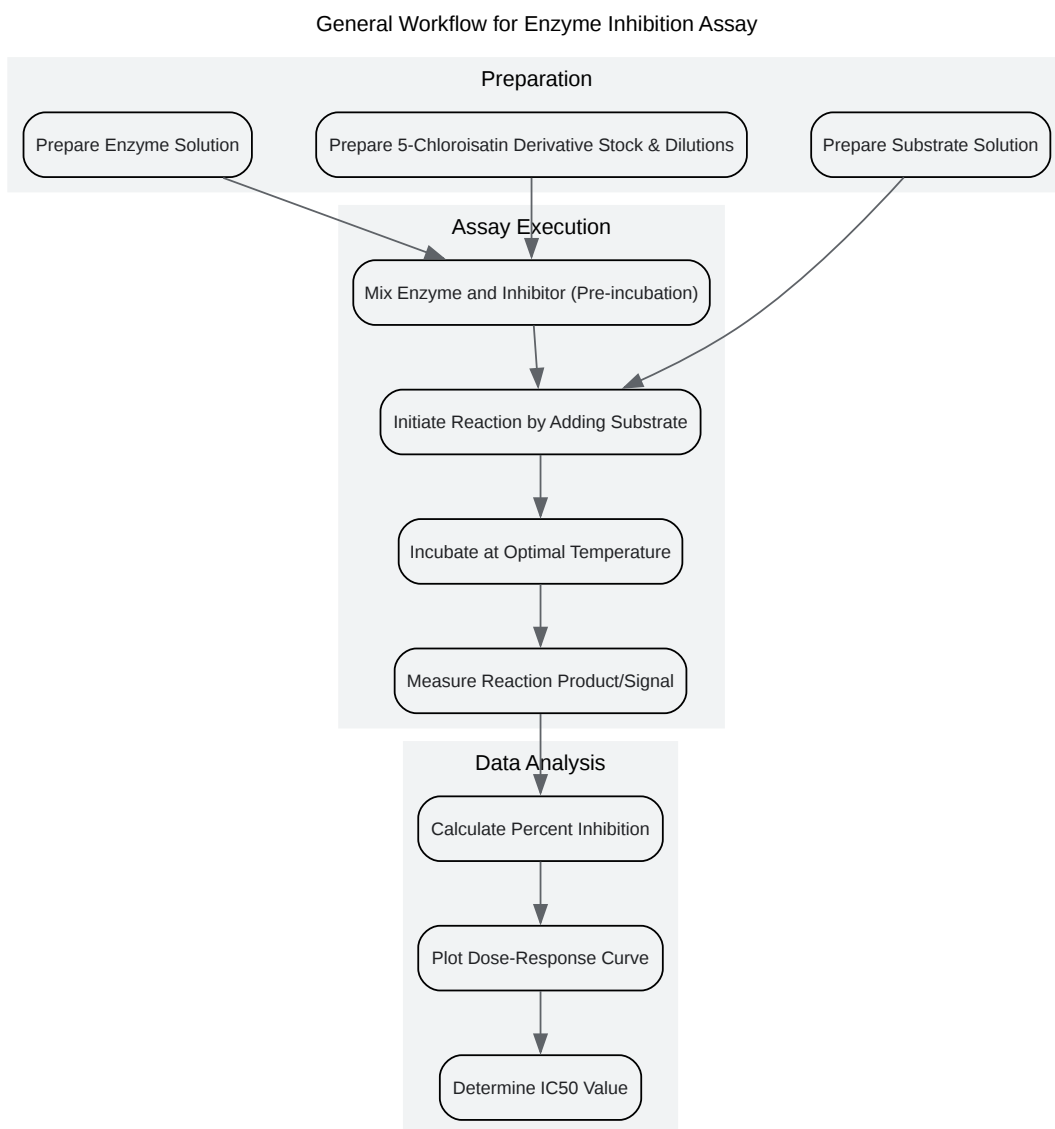 General Workflow for Enzyme Inhibition Assay
Preparation
Prepare Enzyme Solution
Prepare 5-Chloroisatin Derivative Stock & Dilutions
Prepare Substrate Solution
Assay Execution
Mix Enzyme and Inhibitor (Pre-incubation)
Initiate Reaction by Adding Substrate
Incubate at Optimal Temperature
Measure Reaction Product/Signal
Data Analysis
Calculate Percent Inhibition
Plot Dose-Response Curve
Determine IC50 Value